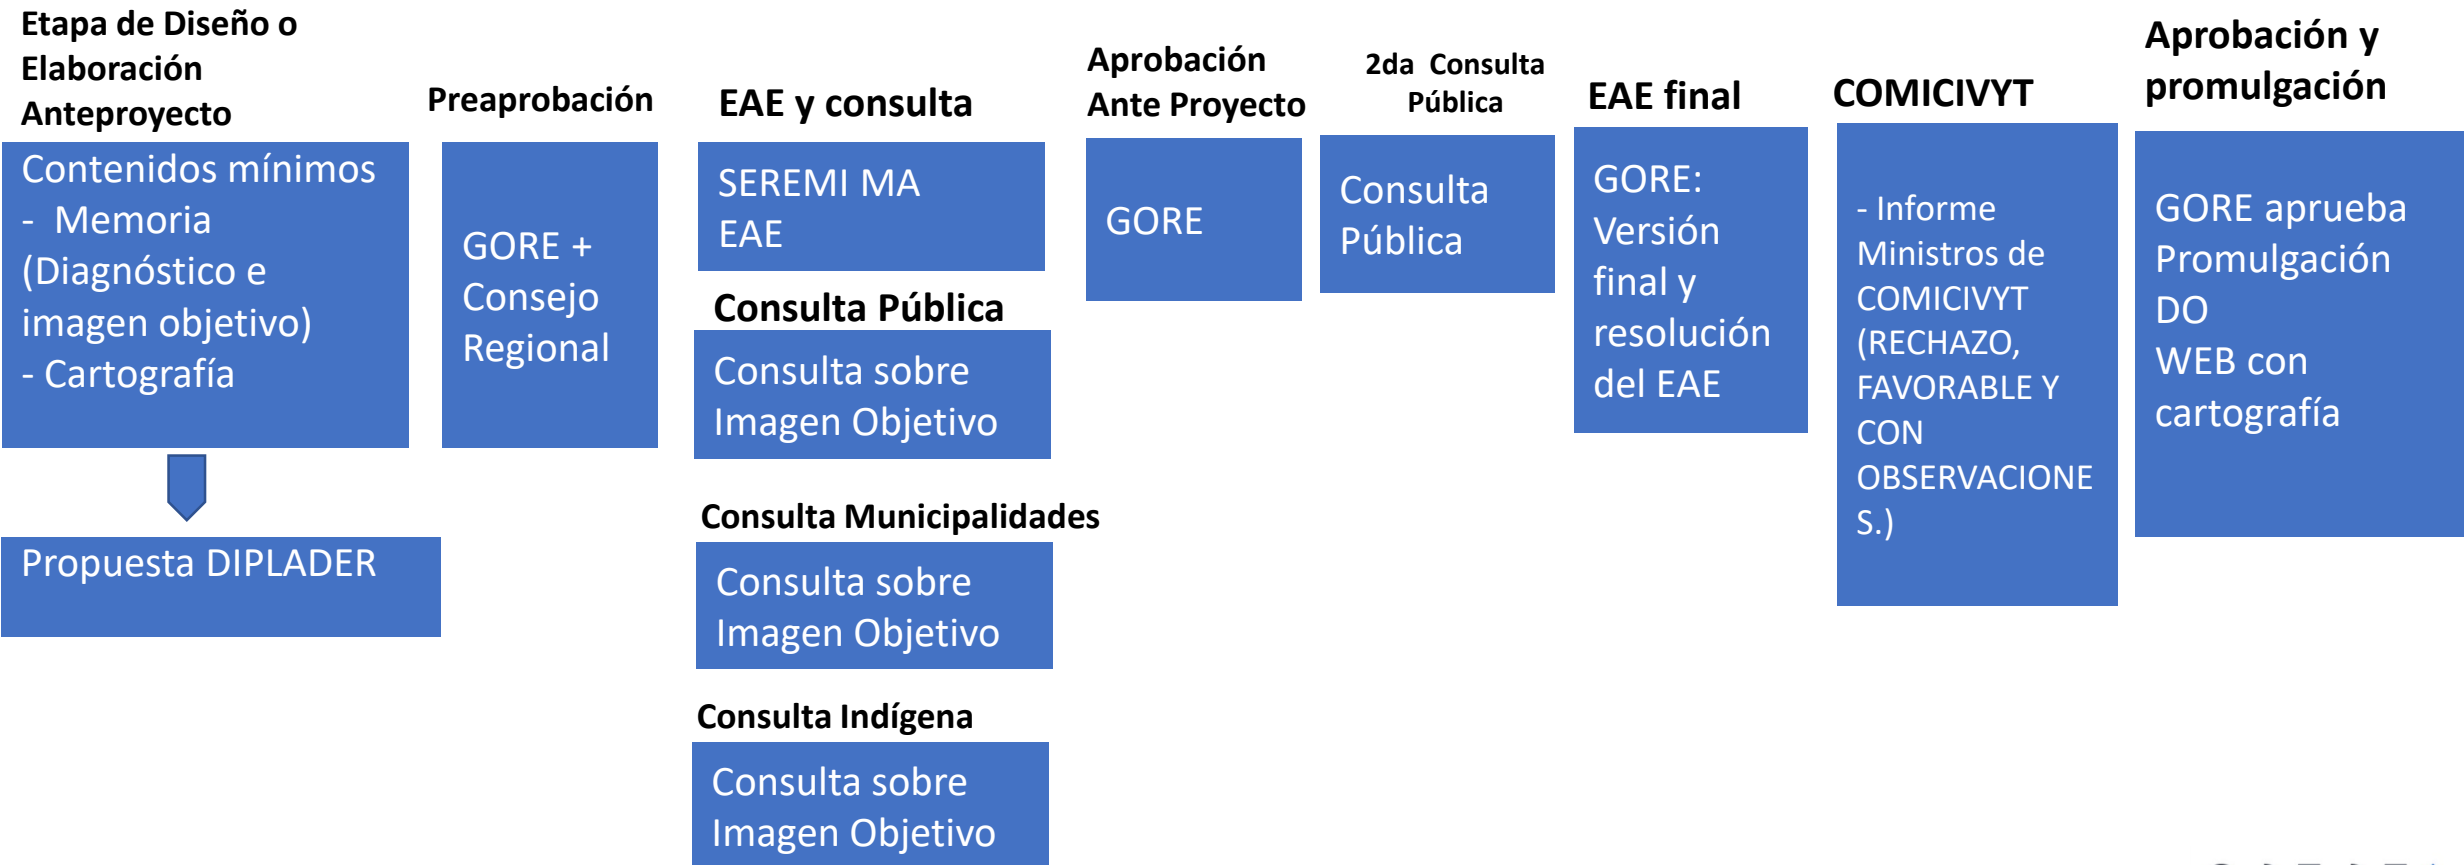 Etapa de Diseño o
Elaboración
Anteproyecto
Contenidos mínimos
- Memoria
(Diagnóstico e
imagen objetivo)
- Cartografía
Propuesta DIPLADER
Preaprobación
GORE +
Consejo
Regional
EAE y consulta
SEREMI MA
EAE
Consulta Pública
Consulta sobre
Imagen Objetivo
Consulta Municipalidades
Consulta sobre
Imagen Objetivo
Consulta Indígena
Consulta sobre
Imagen Objetivo
Aprobación
Ante Proyecto
GORE
2da Consulta
Pública
Consulta
Pública
EAE final
GORE:
Versión
final y
resolución
del EAE
COMICIVYT
- Informe
Ministros de
COMICIVYT
(RECHAZO,
FAVORABLE Y
CON
OBSERVACIONE
S.)
Aprobación y
promulgación
GORE aprueba
Promulgación
DO
WEB con
cartografía